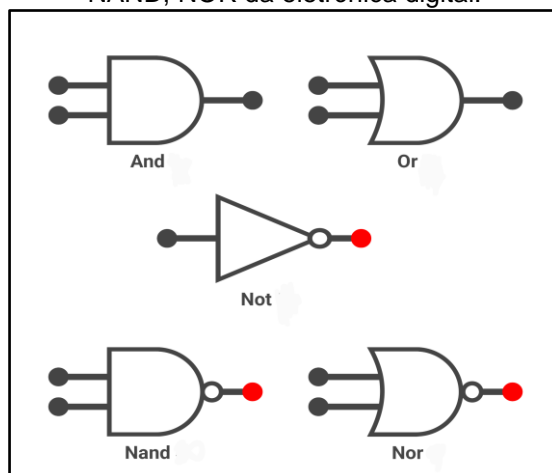 NAND, NOR da eletrônica digital.
And
Or
Not
Nand
Nor